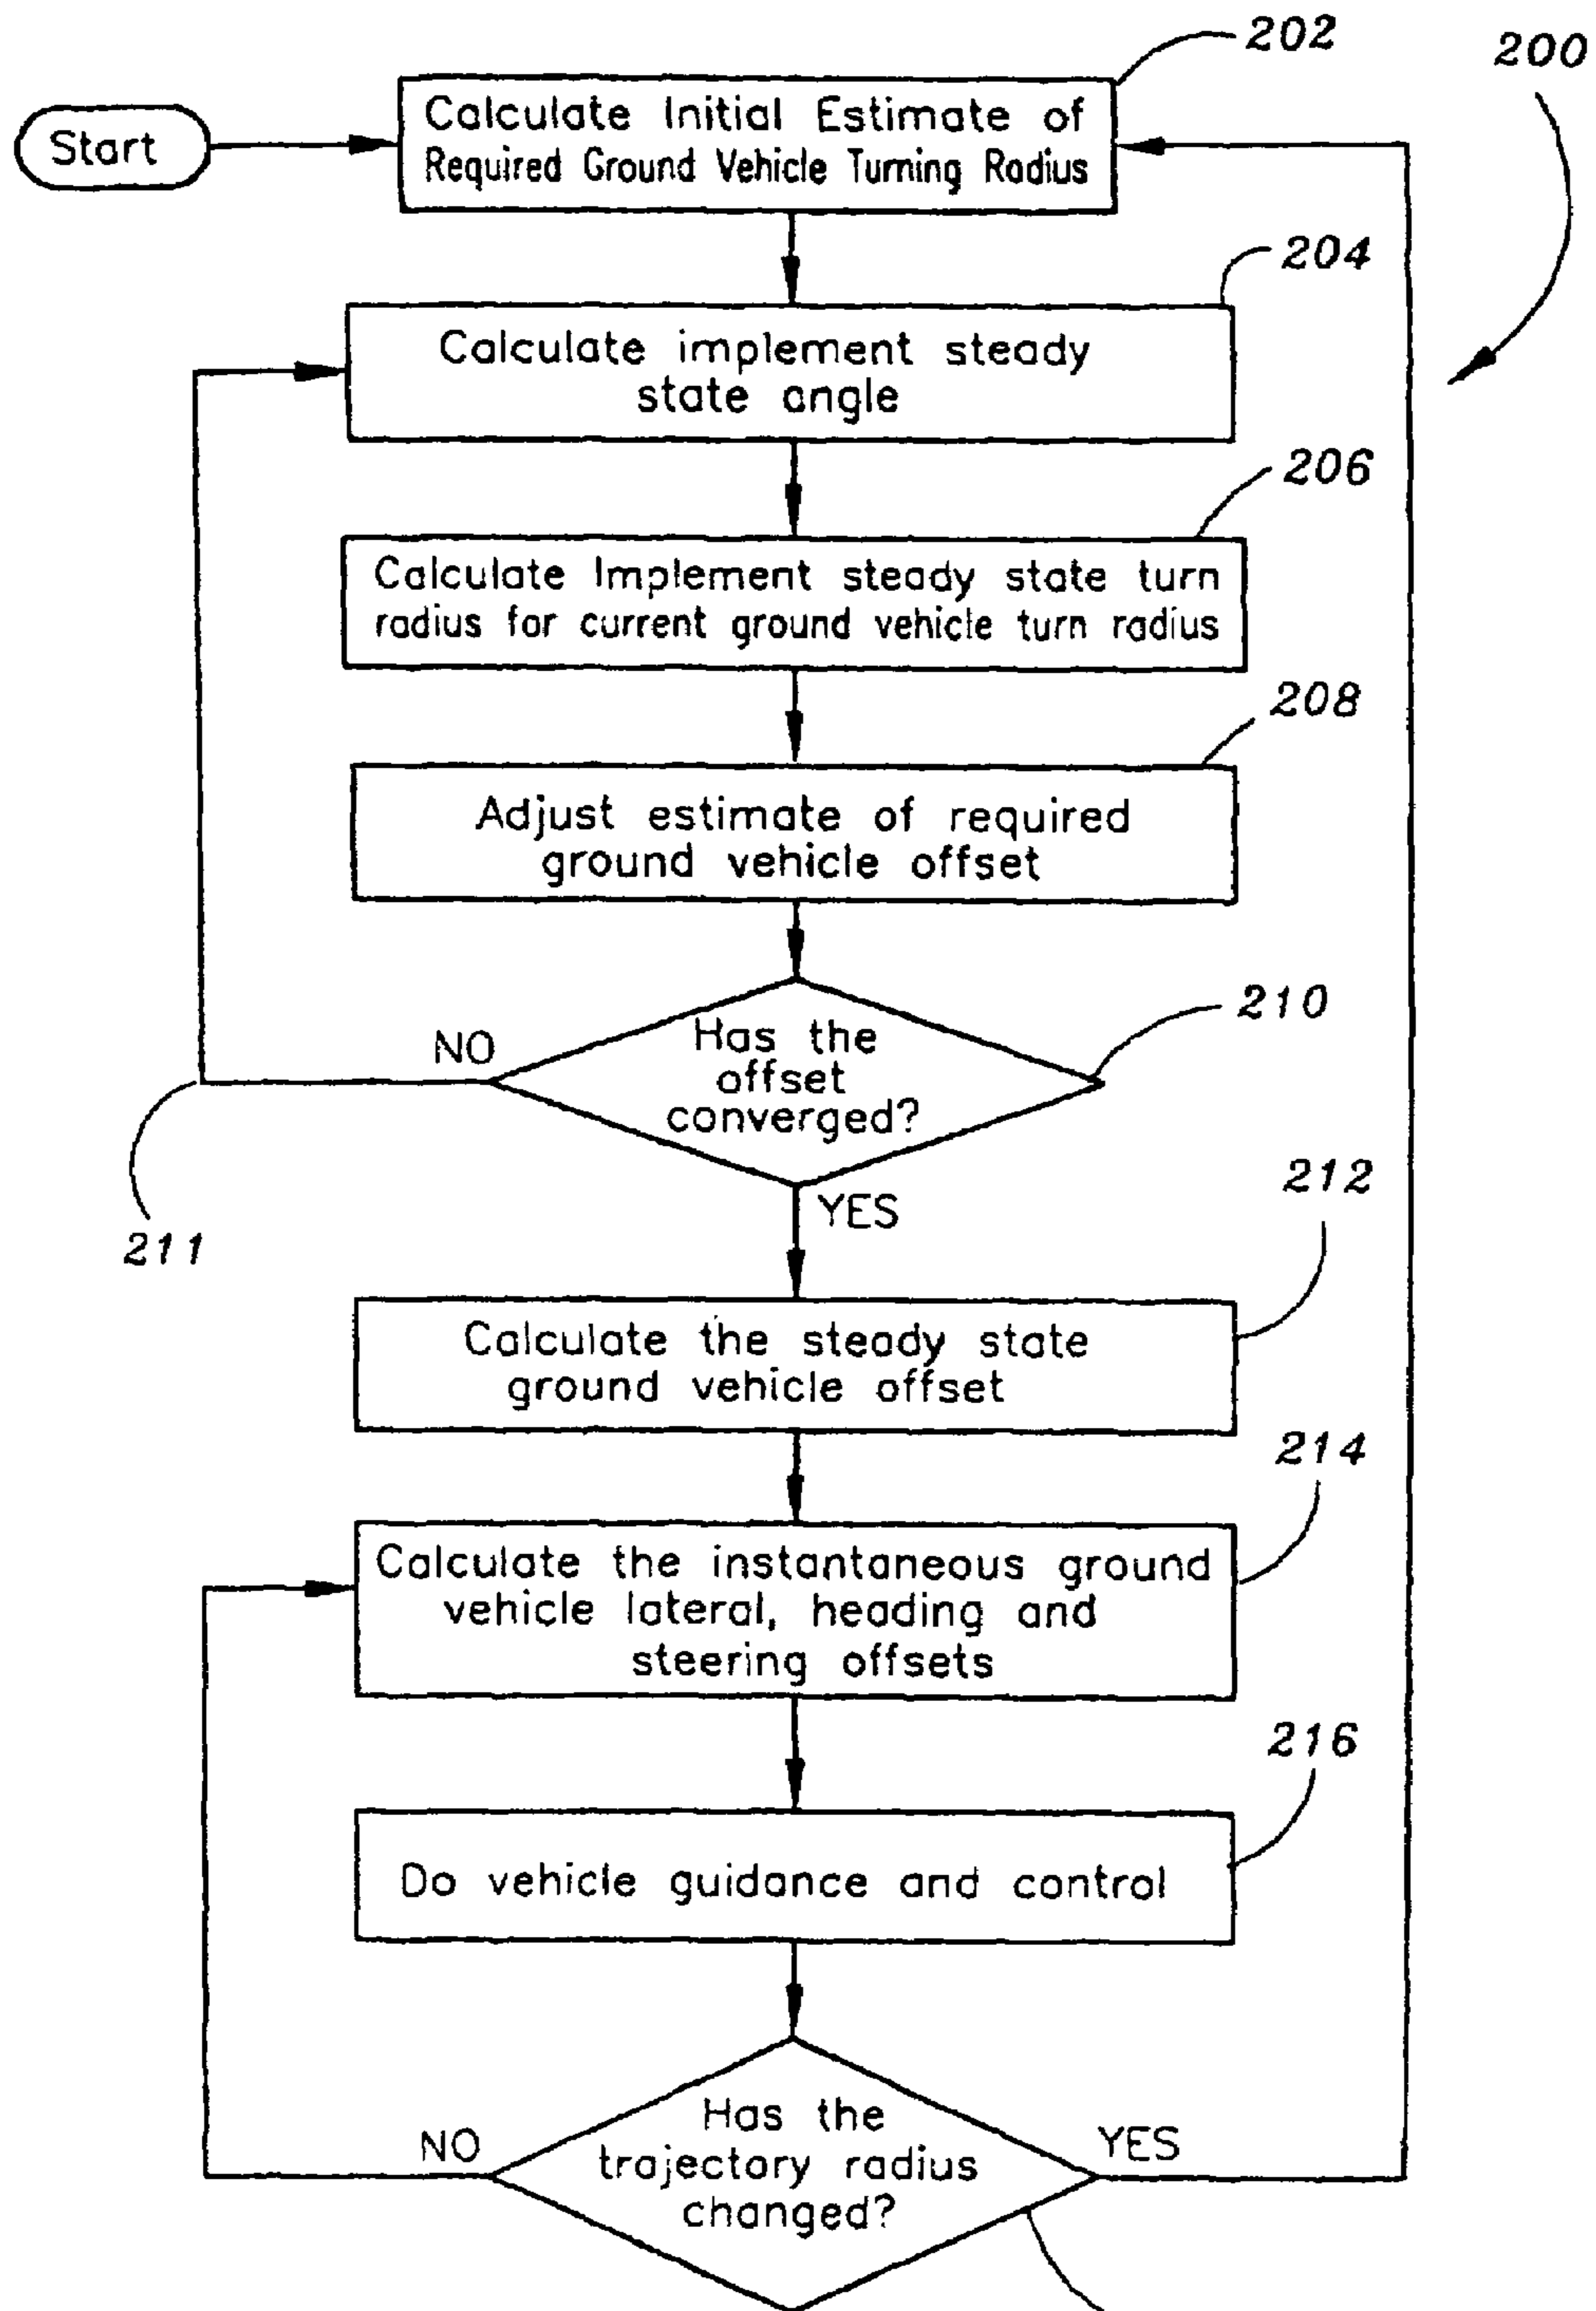 202
200
Start
Calculate Initial Estimate of
Required Ground Vehicle Turning Radius
204
Calculate implement steady
state angle
206
Calculate Implement steady state turn
radius for current ground vehicle turn radius
208
Adjust estimate of required
ground vehicle offset
210
NO
Has the
offset
converged?
YES
211
212
Calculate the steady state
ground vehicle offset
214
Calculate the instantaneous ground
vehicle lateral, heading and
steering offsets
216
Do vehicle guidance and control
NO
Has the
trajectory radius
changed?
YES